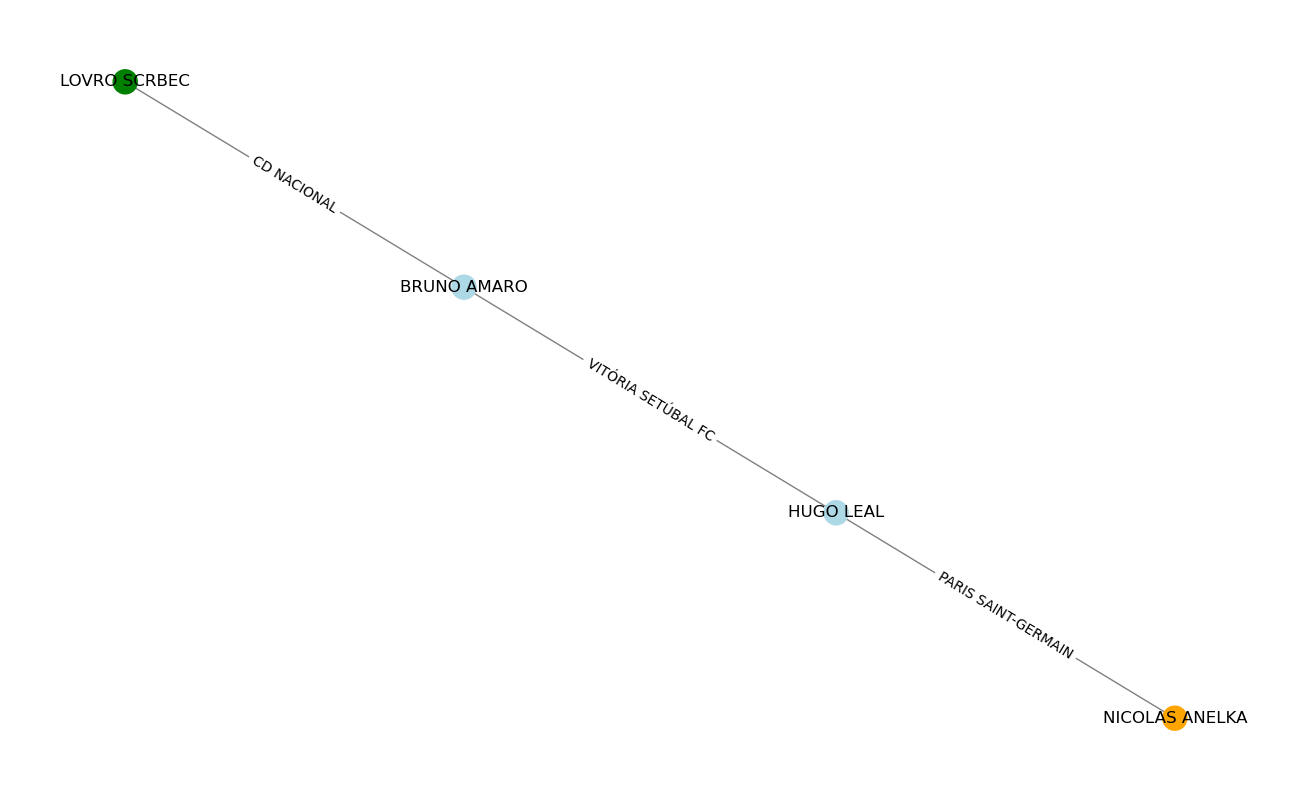 LOVRO SCRBEC
CD NACIONAL
BRUNO AMARO
VITÓRIA SETÚBAL FC
HUGO LEAL
PARIS SAINT-GERMAIN
NICOLAS ANELKA